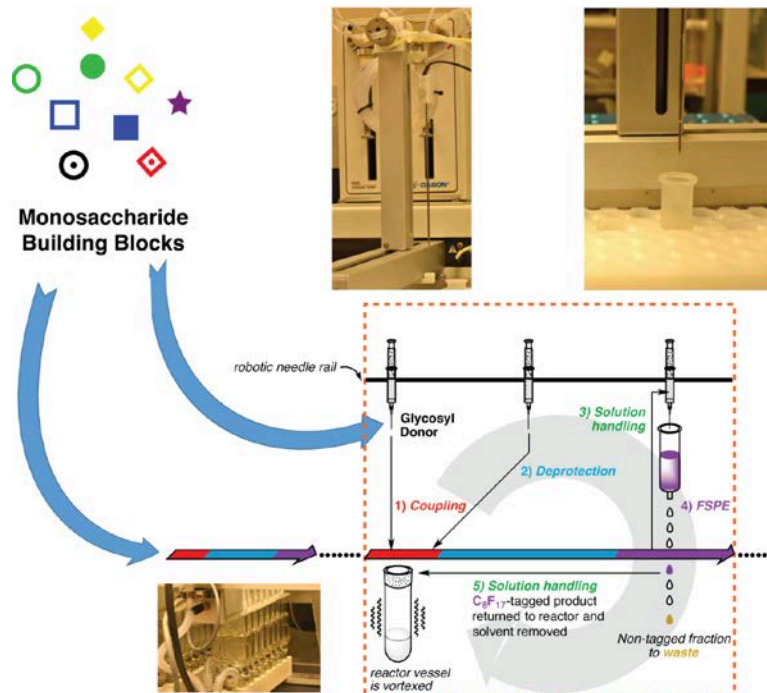 Monosaccharide
Building Blocks
GILSON
robotic needle rail
Glycosyl
Donor
3) Solution
handling
2) Deprotection
1) Coupling
4) FSPE
5) Solution handling
C8F17-tagged product
returned to reactor and
solvent removed
reactor vessel
is vortexed
Non-tagged fraction
to waste